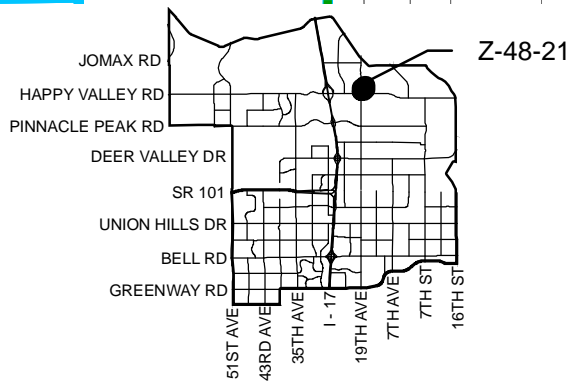 Z-48-21
JOMAX RD
HAPPY VALLEY RD
PINNACLE PEAK RD
DEER VALLEY DR
SR 101
UNION HILLS DR
BELL RD
GREENWAY RD
51ST AVE
43RD AVE
35TH AVE
I - 17
19TH AVE
7TH AVE
7TH ST
16TH ST